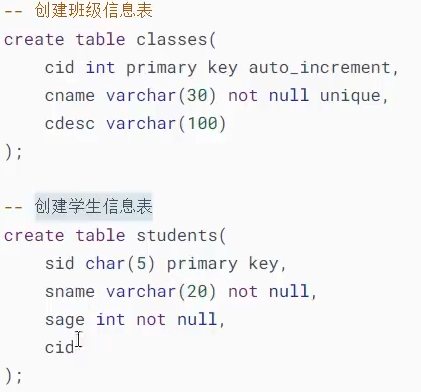 -- 创建班级信息表
create table classes(
    cid int primary key auto_increment,
    cname varchar(30) not null unique,
    cdesc varchar(100)
);

-- 创建学生信息表
create table students(
    sid char(5) primary key,
    sname varchar(20) not null,
    sage int not null,
    cid
);